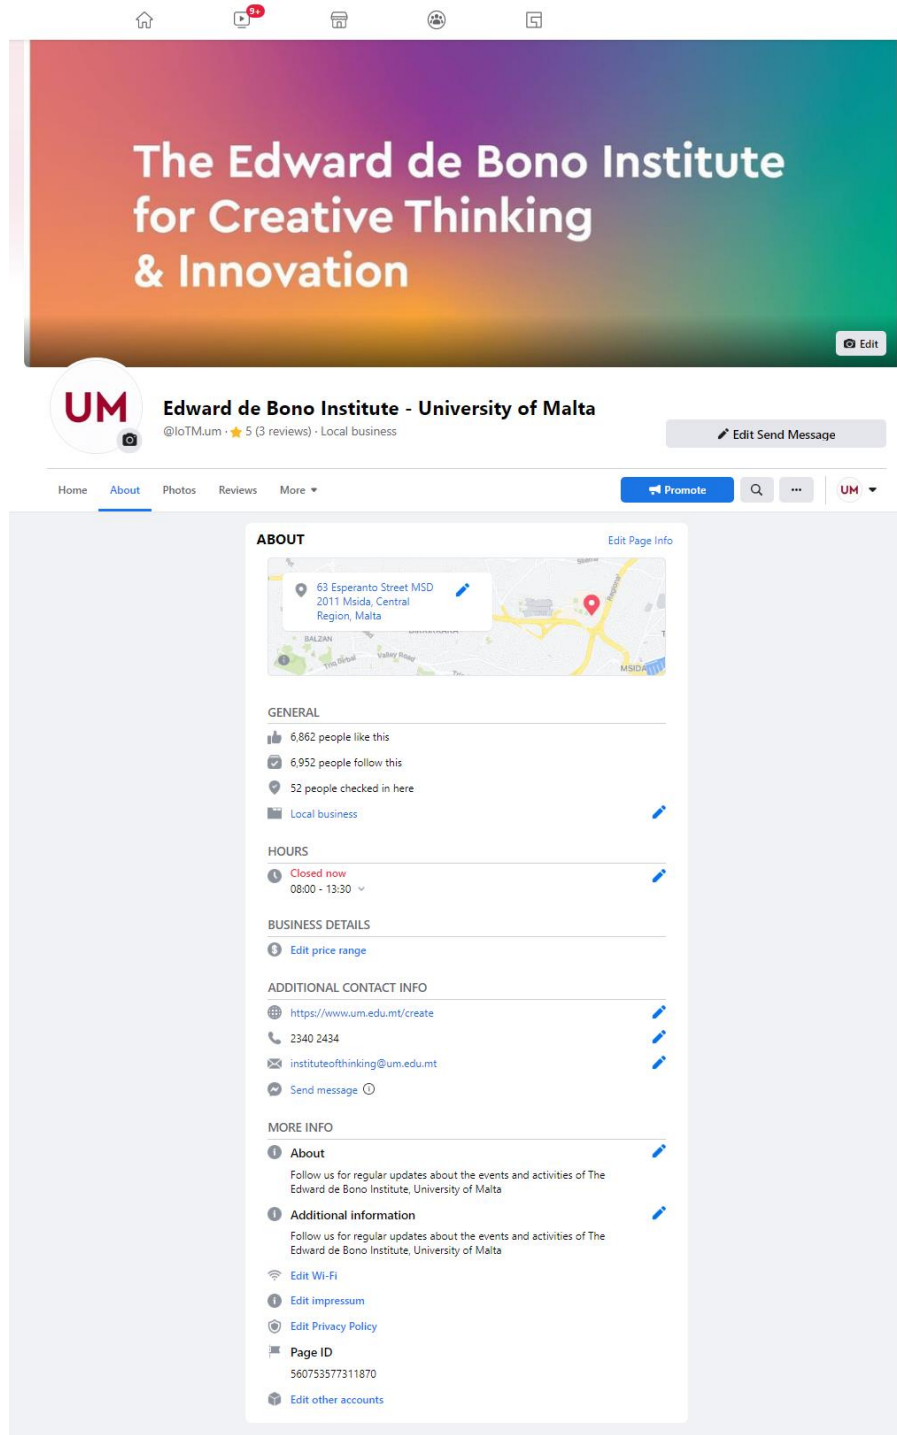 9+
The Edward de Bono Institute
for Creative Thinking
& Innovation
Edit
UM
Edward de Bono Institute - University of Malta
@IoTM.um · 5 (3 reviews) · Local business
Edit Send Message
Home About Photos Reviews More
Promote
UM
ABOUT
Edit Page Info
63 Esperanto Street MSD
2011 Msida, Central
Region, Malta
Regional
BALZAN
Valley Road
MSIDA
GENERAL
6,862 people like this
6,952 people follow this
52 people checked in here
Local business
HOURS
Closed now
08:00 - 13:30
BUSINESS DETAILS
Edit price range
ADDITIONAL CONTACT INFO
https://www.um.edu.mt/create
2340 2434
instituteofthinking@um.edu.mt
Send message
MORE INFO
About
Follow us for regular updates about the events and activities of The
Edward de Bono Institute, University of Malta
Additional information
Follow us for regular updates about the events and activities of The
Edward de Bono Institute, University of Malta
Edit Wi-Fi
Edit impressum
Edit Privacy Policy
Page ID
560753577311870
Edit other accounts